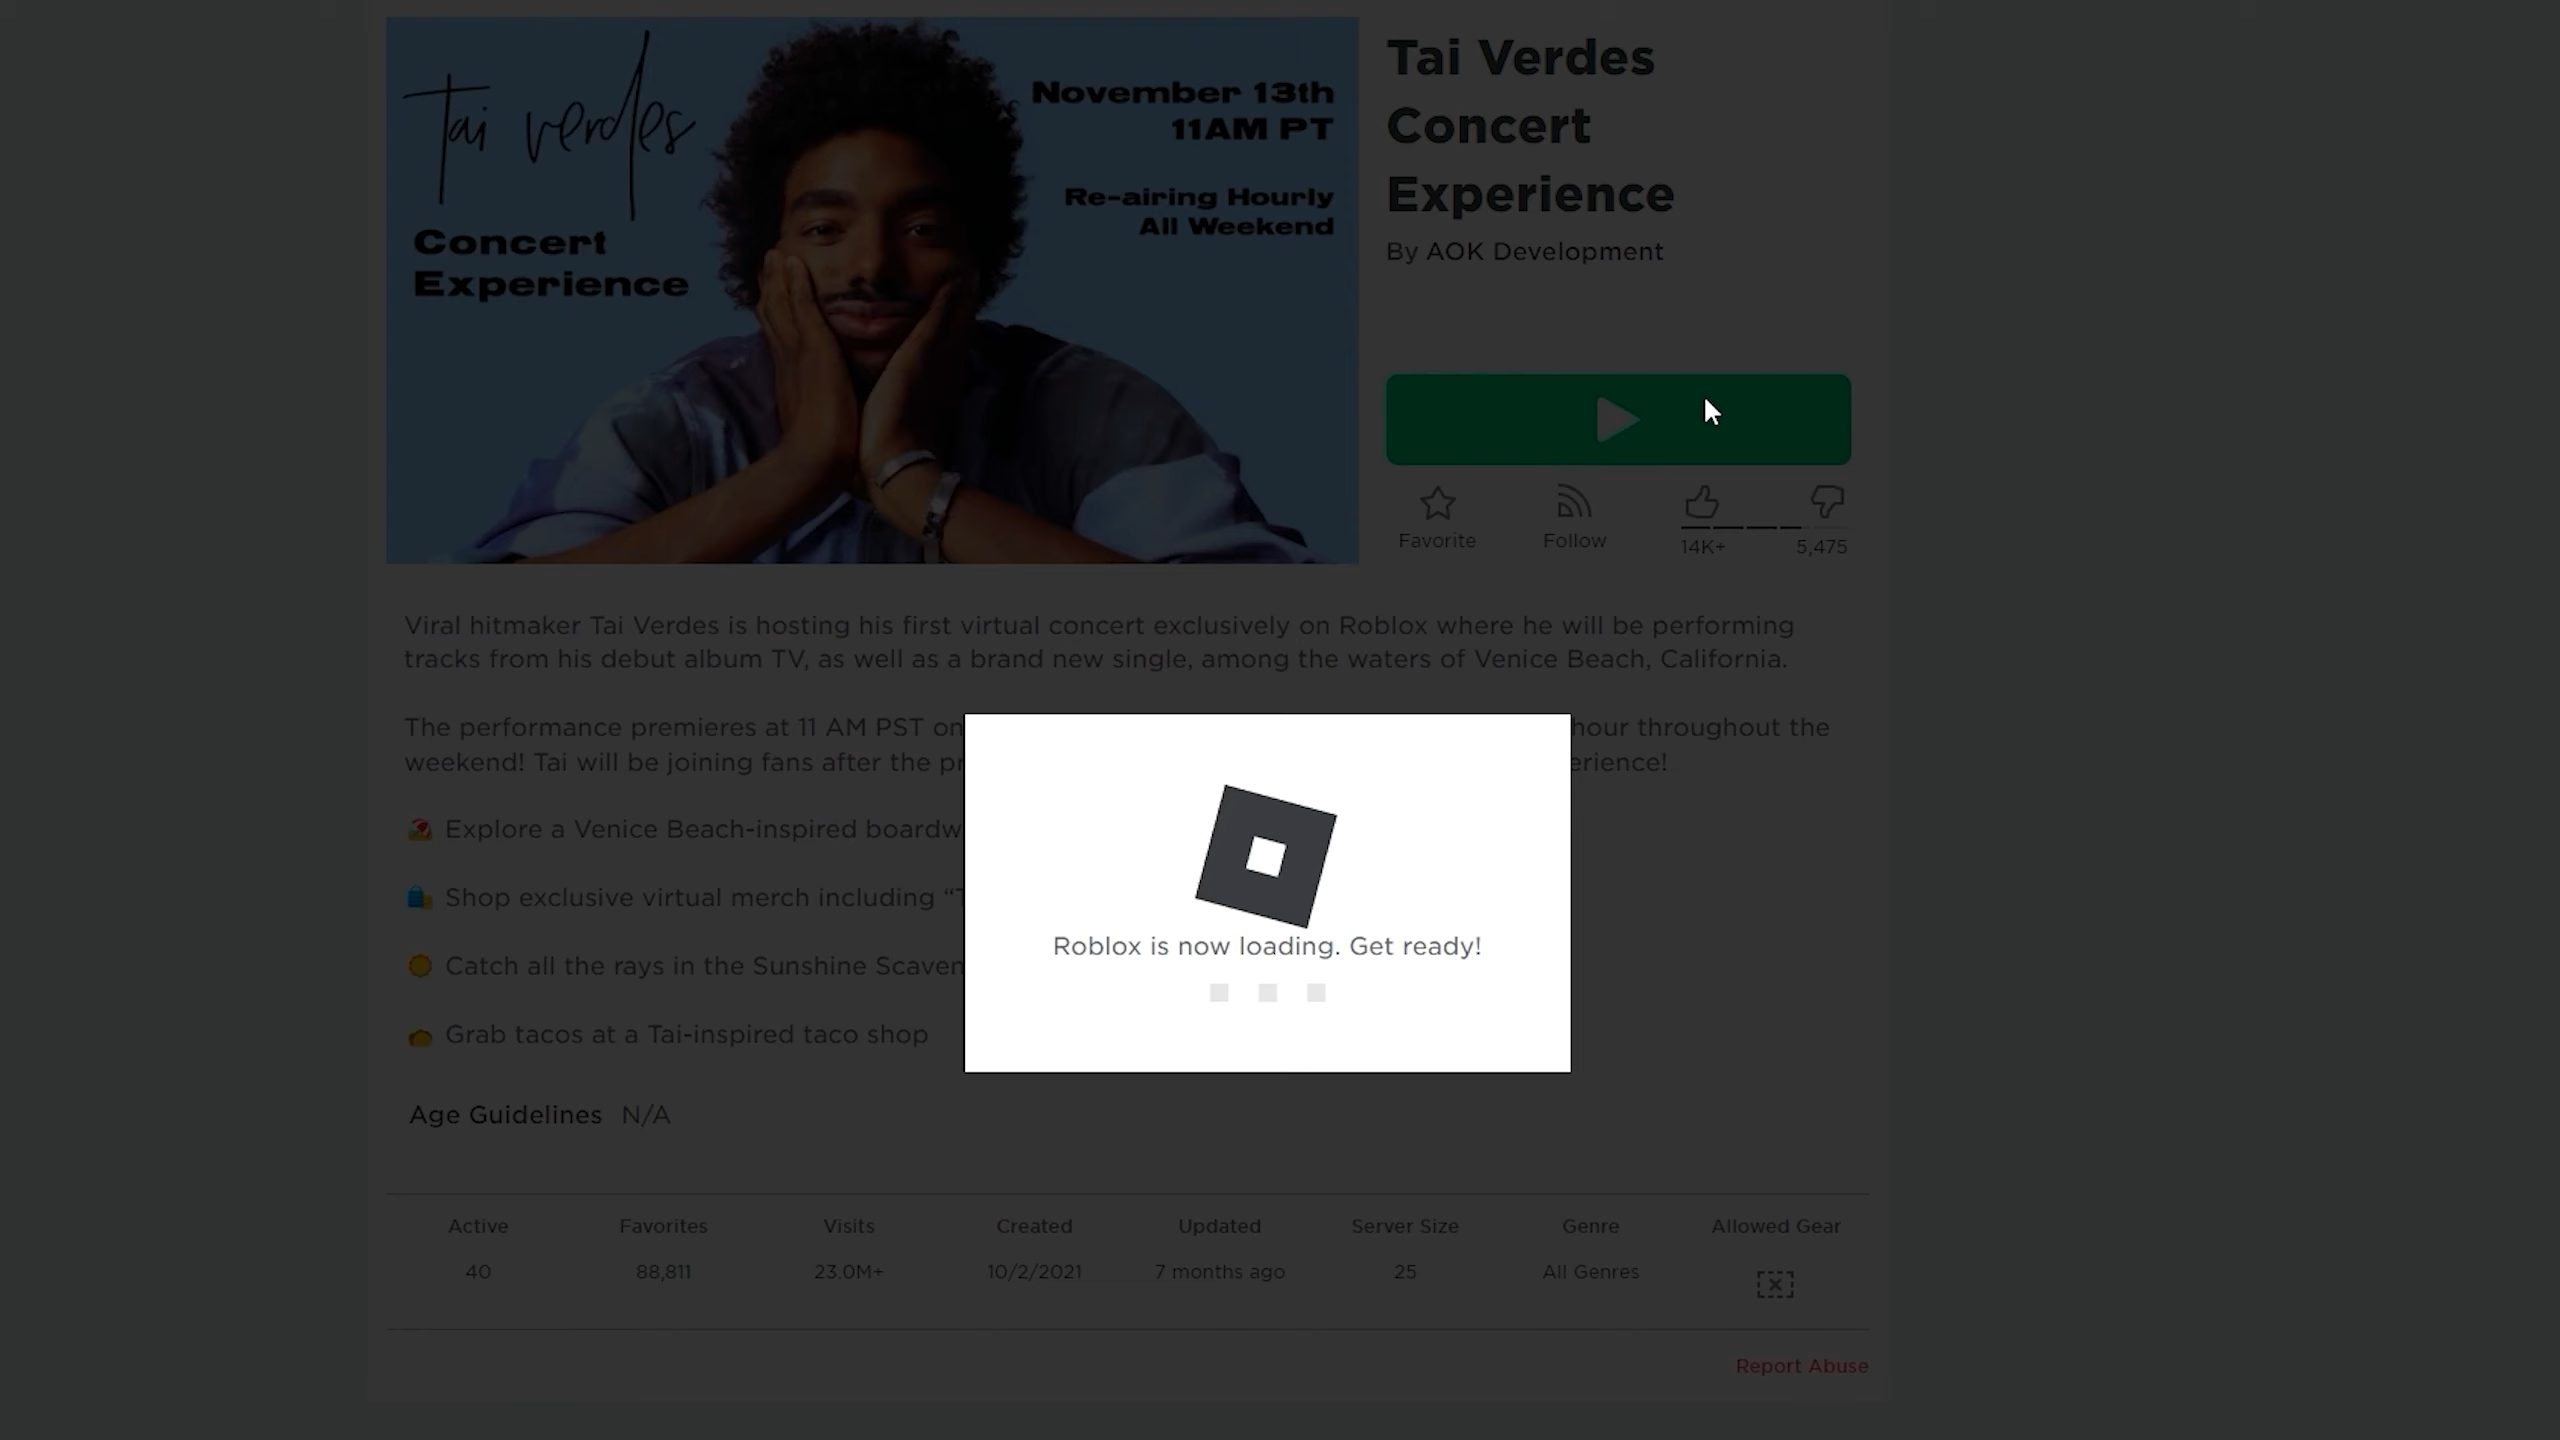 Tai Verdes
Concert
Experience
November 13th
11AM PT
Re-airing Hourly
All Weekend
Tai Verdes
Concert
Experience
By AOK Development
Favorite
Follow
14K+
5,475
Viral hitmaker Tai Verdes is hosting his first virtual concert exclusively on Roblox where he will be performing
tracks from his debut album TV, as well as a brand new single, among the waters of Venice Beach, California.
The performance premieres at 11 AM PST on hour throughout the
weekend! Tai will be joining fans after the
Explore a Venice Beach-inspired
Shop exclusive virtual merch including
Catch all the rays in the Sunshine
Grab tacos at a Tai-inspired taco shop
Roblox is now loading. Get ready!
Age Guidelines N/A
Active Favorites Visits Created Updated Server Size Genre Allowed Gear
40 88,811 23.0M+ 10/2/2021 7 months ago 25 All Genres
Report Abuse